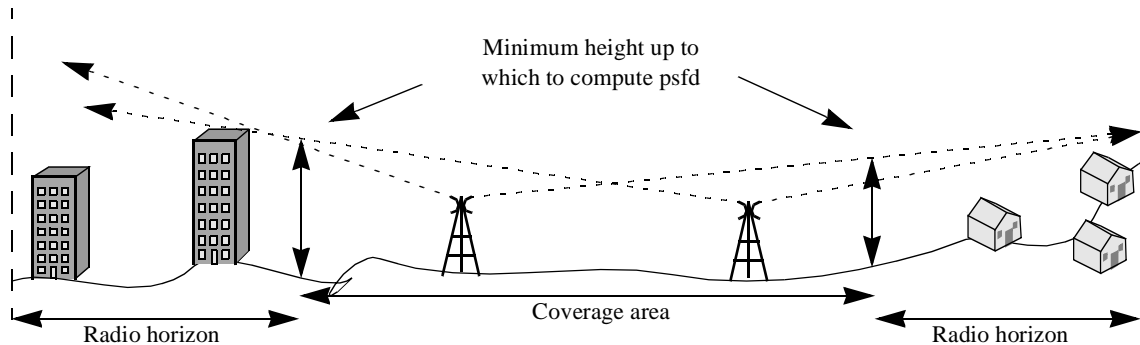 Minimum height up to
which to compute psfd
Coverage area
Radio horizon
Radio horizon